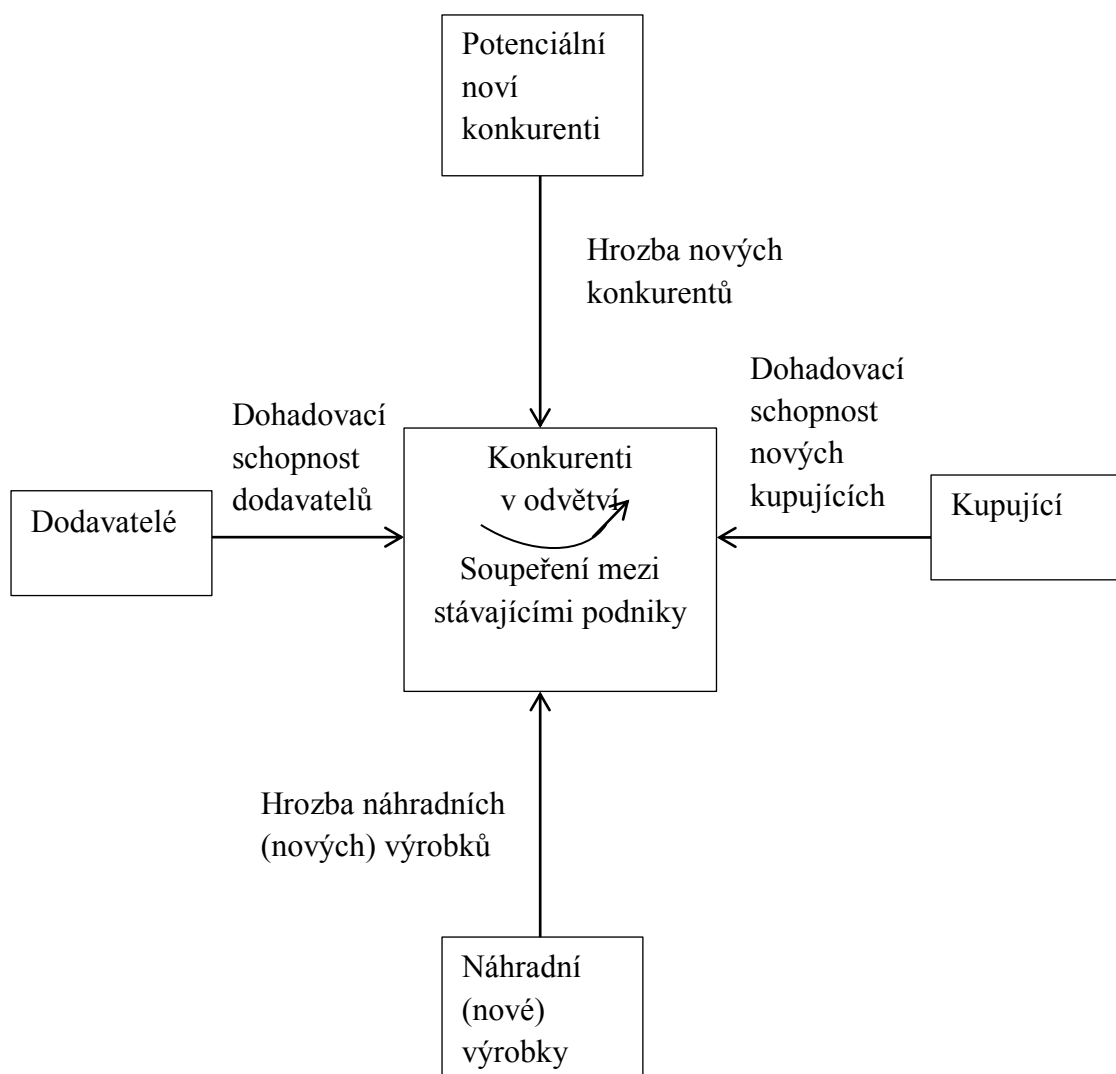 Potenciální
noví
konkurenti
Hrozba nových
konkurentů
Dohadovací
schopnost
nových
kupujících
Dohadovací
schopnost
dodavatelů
Konkurenti
v odvětví
Soupeření mezi
stávajícími podniky
Dodavatelé
Kupující
Hrozba náhradních
(nových) výrobků
Náhradní
(nové)
výrobky